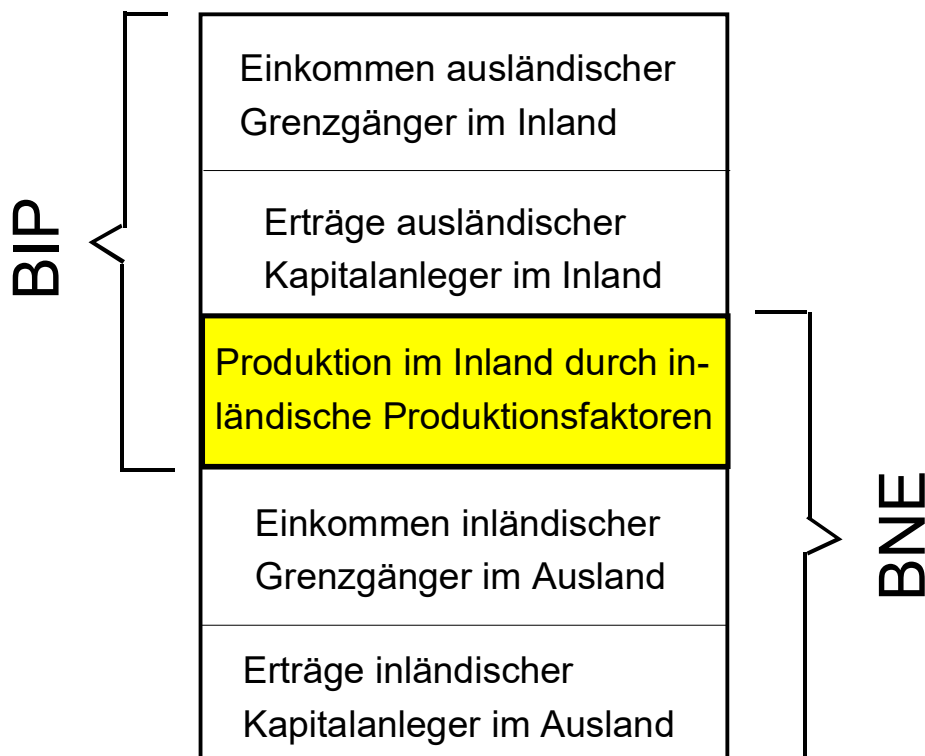 Einkommen ausländischer
Grenzgänger im Inland
BIP
Erträge ausländischer
Kapitalanleger im Inland
Produktion im Inland durch in-
ländische Produktionsfaktoren
Einkommen inländischer
Grenzgänger im Ausland
BNE
Erträge inländischer
Kapitalanleger im Ausland